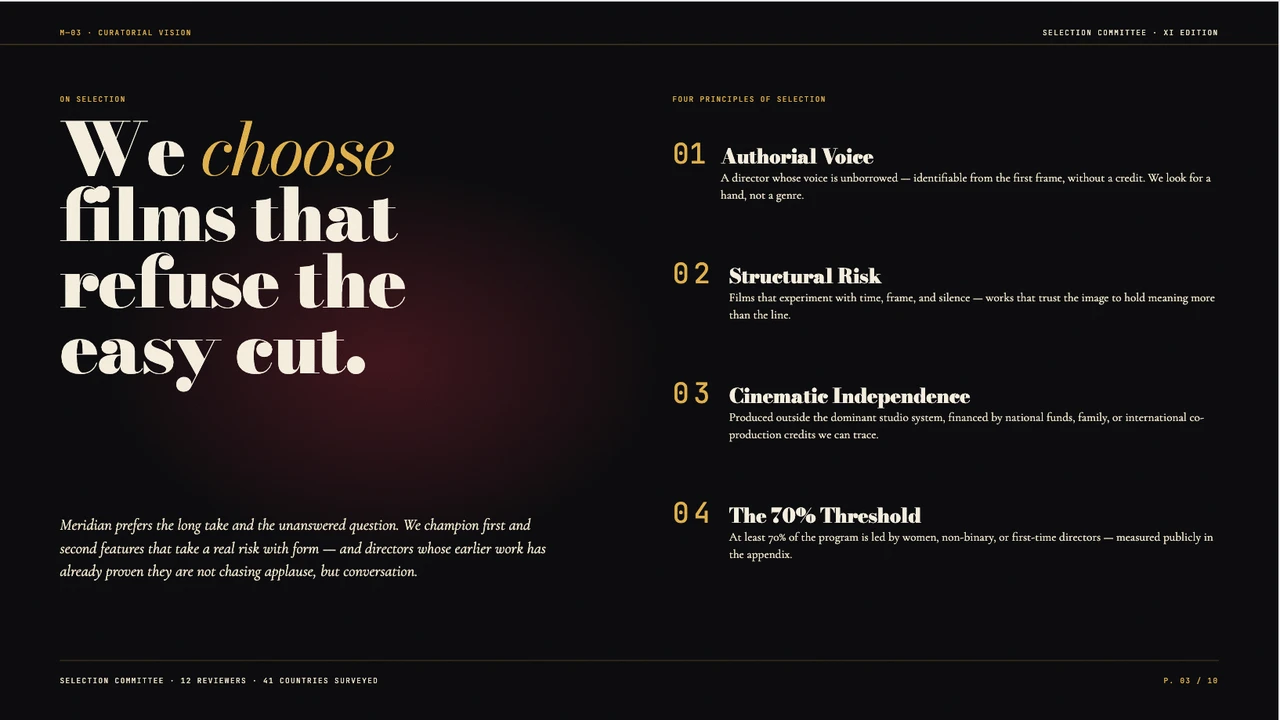 M—03 · CURATORIAL VISION
SELECTION COMMITTEE · XI EDITION
ON SELECTION
We choose
films that
refuse the
easy cut.
Meridian prefers the long take and the unanswered question. We champion first and
second features that take a real risk with form — and directors whose earlier work has
already proven they are not chasing applause, but conversation.
FOUR PRINCIPLES OF SELECTION
01 Authorial Voice
A director whose voice is unborrowed — identifiable from the first frame, without a credit. We look for a
hand, not a genre.
02 Structural Risk
Films that experiment with time, frame, and silence — works that trust the image to hold meaning more
than the line.
03 Cinematic Independence
Produced outside the dominant studio system, financed by national funds, family, or international co-
production credits we can trace.
04 The 70% Threshold
At least 70% of the program is led by women, non-binary, or first-time directors — measured publicly in
the appendix.
SELECTION COMMITTEE · 12 REVIEWERS · 41 COUNTRIES SURVEYED
P. 03 / 10